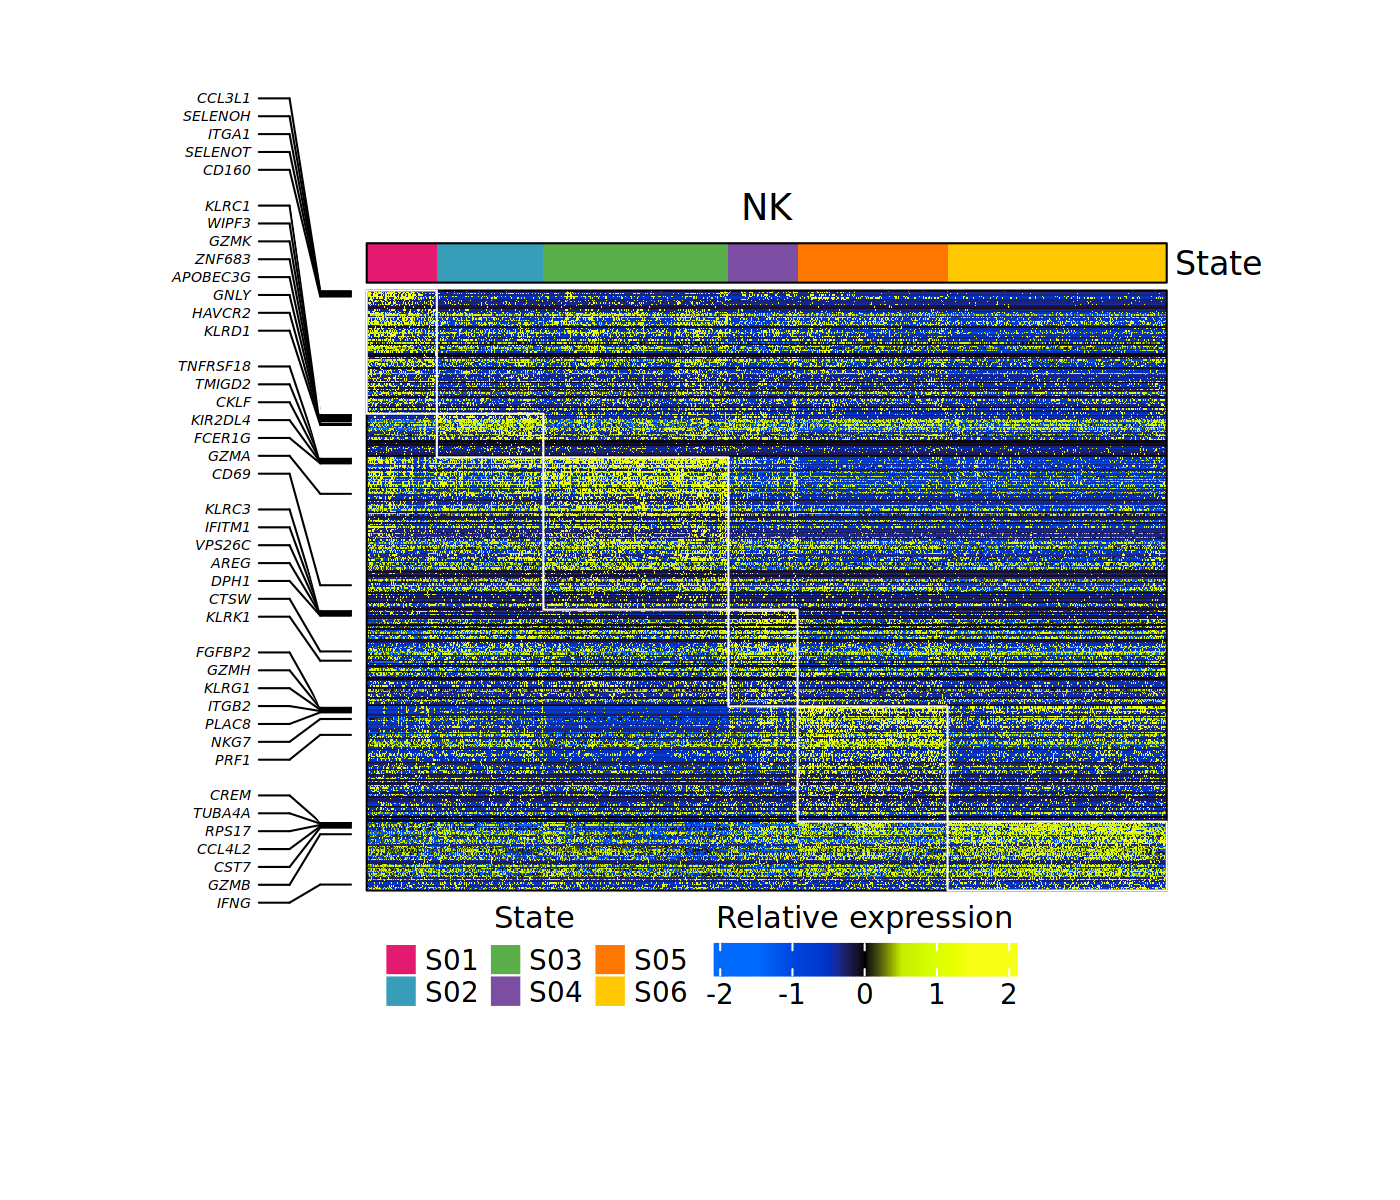 CCL3L1
SELENOH
ITGA1
SELENOT
CD160
KLRC1
WIPF3
GZMK
ZNF683
APOBEC3G
GNLY
HAVCR2
KLRD1
TNFRSF18
TMIGD2
CKLF
KIR2DL4
FCER1G
GZMA
CD69
KLRC3
IFITM1
VPS26C
AREG
DPH1
CTSW
KLRK1
FGFBP2
GZMH
KLRG1
ITGB2
PLAC8
NKG7
PRF1
CREM
TUBA4A
RPS17
CCL4L2
CST7
GZMB
IFNG
NK
State
State
S01 S03 S05
S02 S04 S06
Relative expression
-2 -1 0 1 2